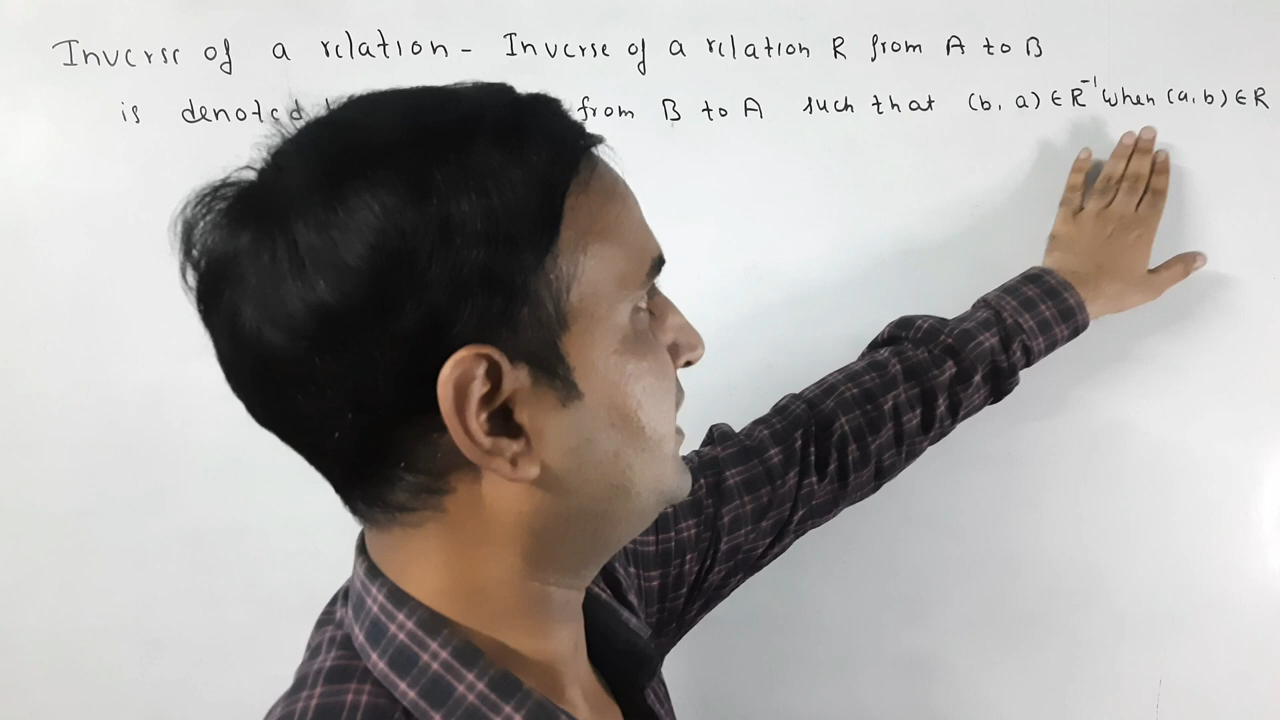 Inverse of a relation - Inverse of a relation R from A to B
is denoted from B to A such that (b, a) ∈ R⁻¹ when (a, b) ∈ R